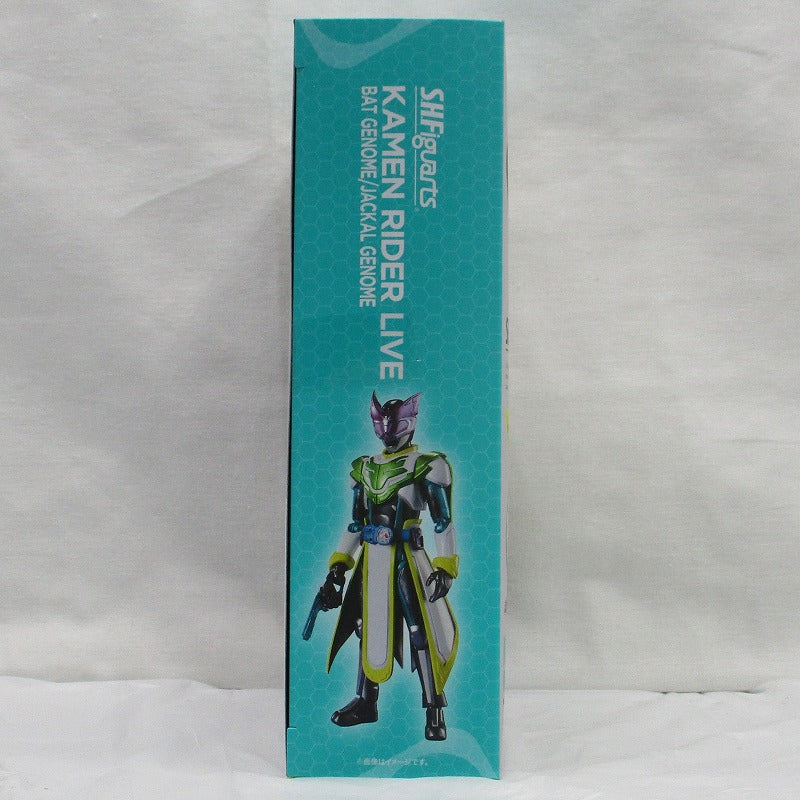 S.H.Figuarts
KAMEN RIDER LIVE
BAT GENOME/JACKAL GENOME
※画像はイメージです。